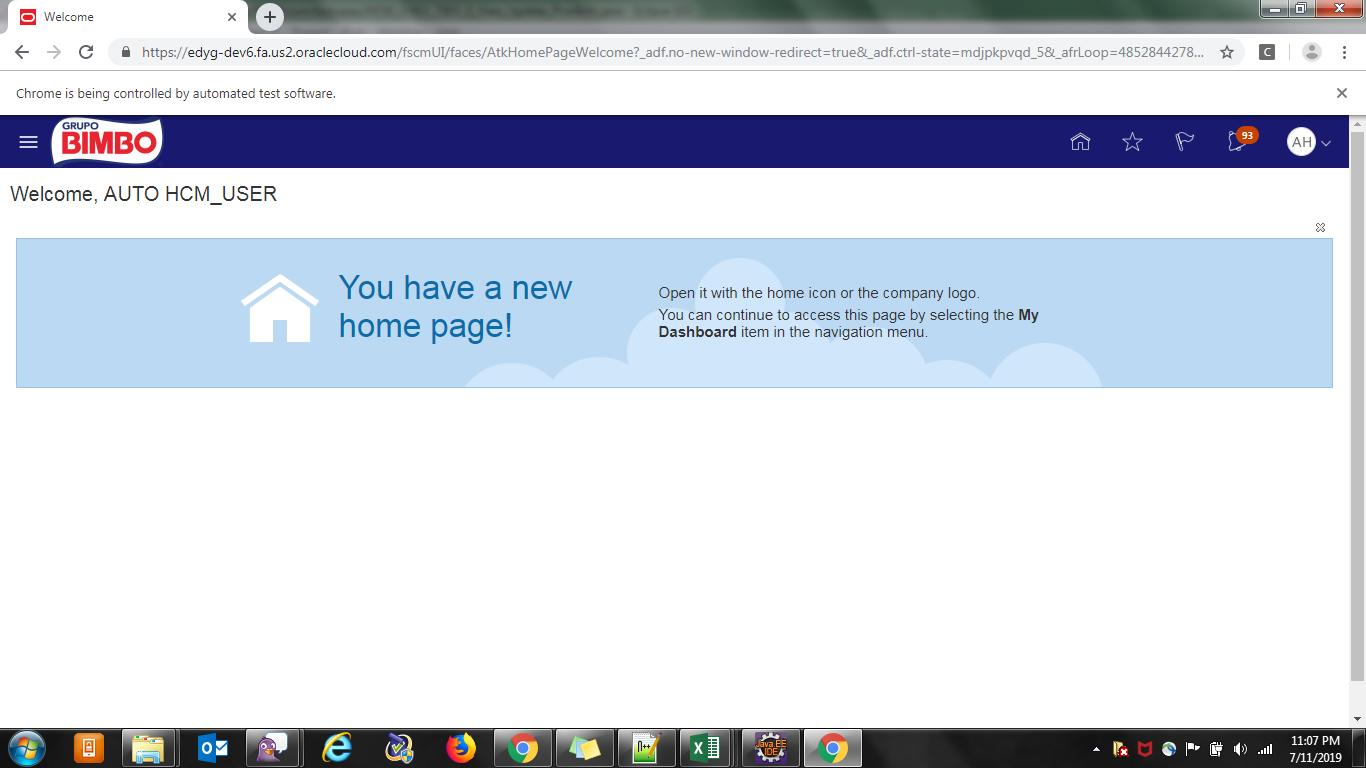 Welcome
https://edyg-dev6.fa.us2.oraclecloud.com/fscmUI/faces/AtkHomePageWelcome?_adf.no-new-window-redirect=true&_adf.ctrl-state=mdjpkpvqd_5&_afrLoop=4852844278...
C
Chrome is being controlled by automated test software.
GRUPO
BIMBO
93
AH
Welcome, AUTO HCM_USER
You have a new
home page!
Open it with the home icon or the company logo.
You can continue to access this page by selecting the My
Dashboard item in the navigation menu.
Java EE
IDE
11:07 PM
7/11/2019